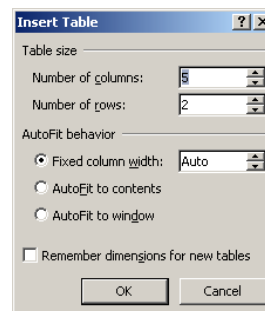 Insert Table
Table size
Number of columns: 5
Number of rows: 2
AutoFit behavior
Fixed column width: Auto
AutoFit to contents
AutoFit to window
Remember dimensions for new tables
OK Cancel